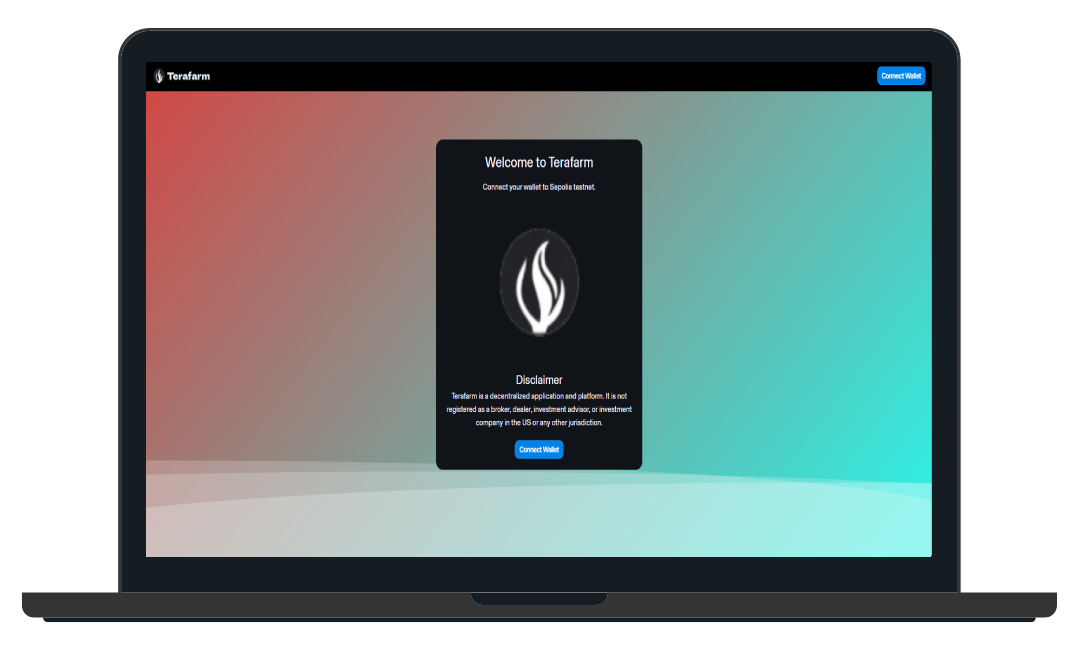 Terafarm
Connect Wallet
Welcome to Terafarm
Connect your wallet to Sepolia testnet.
Disclaimer
Terafarm is a decentralized application and platform. It is not
registered as a broker, dealer, investment advisor, or investment
company in the US or any other jurisdiction.
Connect Wallet